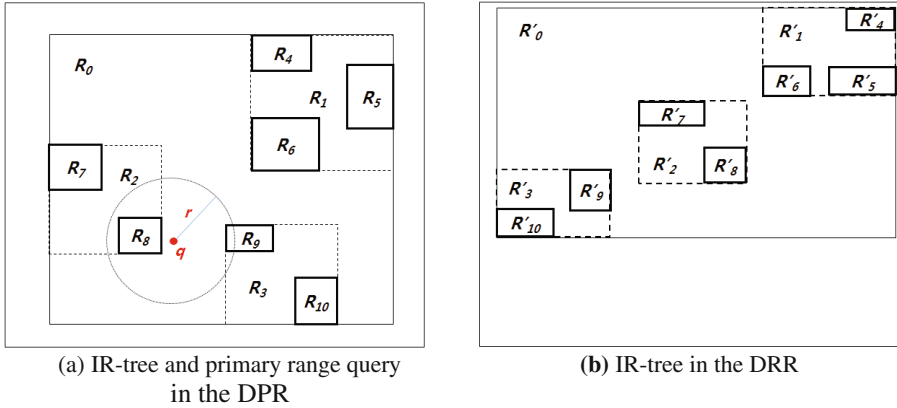 R0
R4
R1
R5
R6
R7
R2
r
R8
q
R9
R3
R10
(a) IR-tree and primary range query
in the DPR
R'0
R'4
R'1
R'6
R'5
R'7
R'2
R'8
R'3
R'9
R'10
(b) IR-tree in the DRR